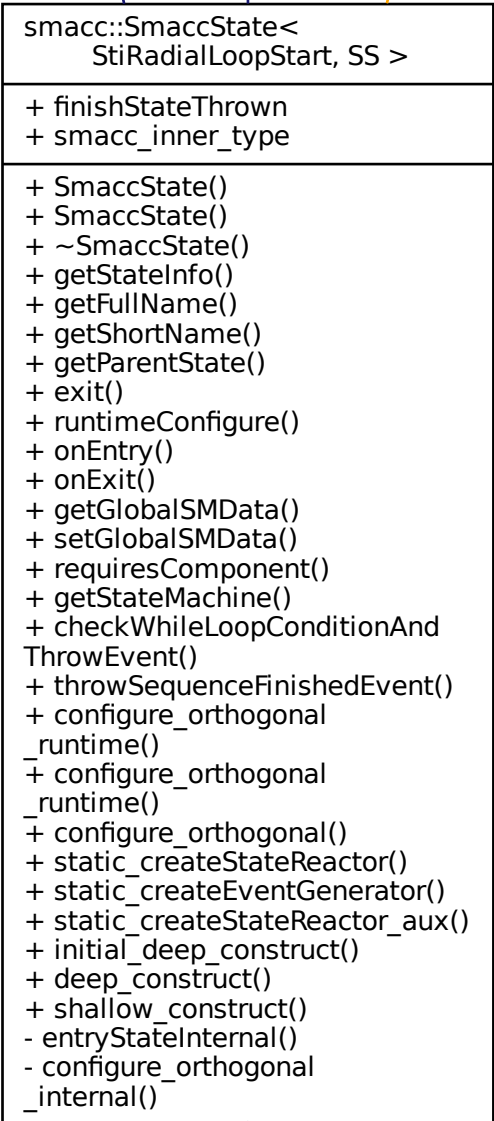 smacc::SmaccState<
StiRadialLoopStart, SS >
+ finishStateThrown
+ smacc_inner_type
+ SmaccState()
+ SmaccState()
+ ~SmaccState()
+ getStateInfo()
+ getFullName()
+ getShortName()
+ getParentState()
+ exit()
+ runtimeConfigure()
+ onEntry()
+ onExit()
+ getGlobalSMData()
+ setGlobalSMData()
+ requiresComponent()
+ getStateMachine()
+ checkWhileLoopConditionAnd
ThrowEvent()
+ throwSequenceFinishedEvent()
+ configure_orthogonal
_runtime()
+ configure_orthogonal
_runtime()
+ configure_orthogonal()
+ static_createStateReactor()
+ static_createEventGenerator()
+ static_createStateReactor_aux()
+ initial_deep_construct()
+ deep_construct()
+ shallow_construct()
- entryStateInternal()
- configure_orthogonal
_internal()